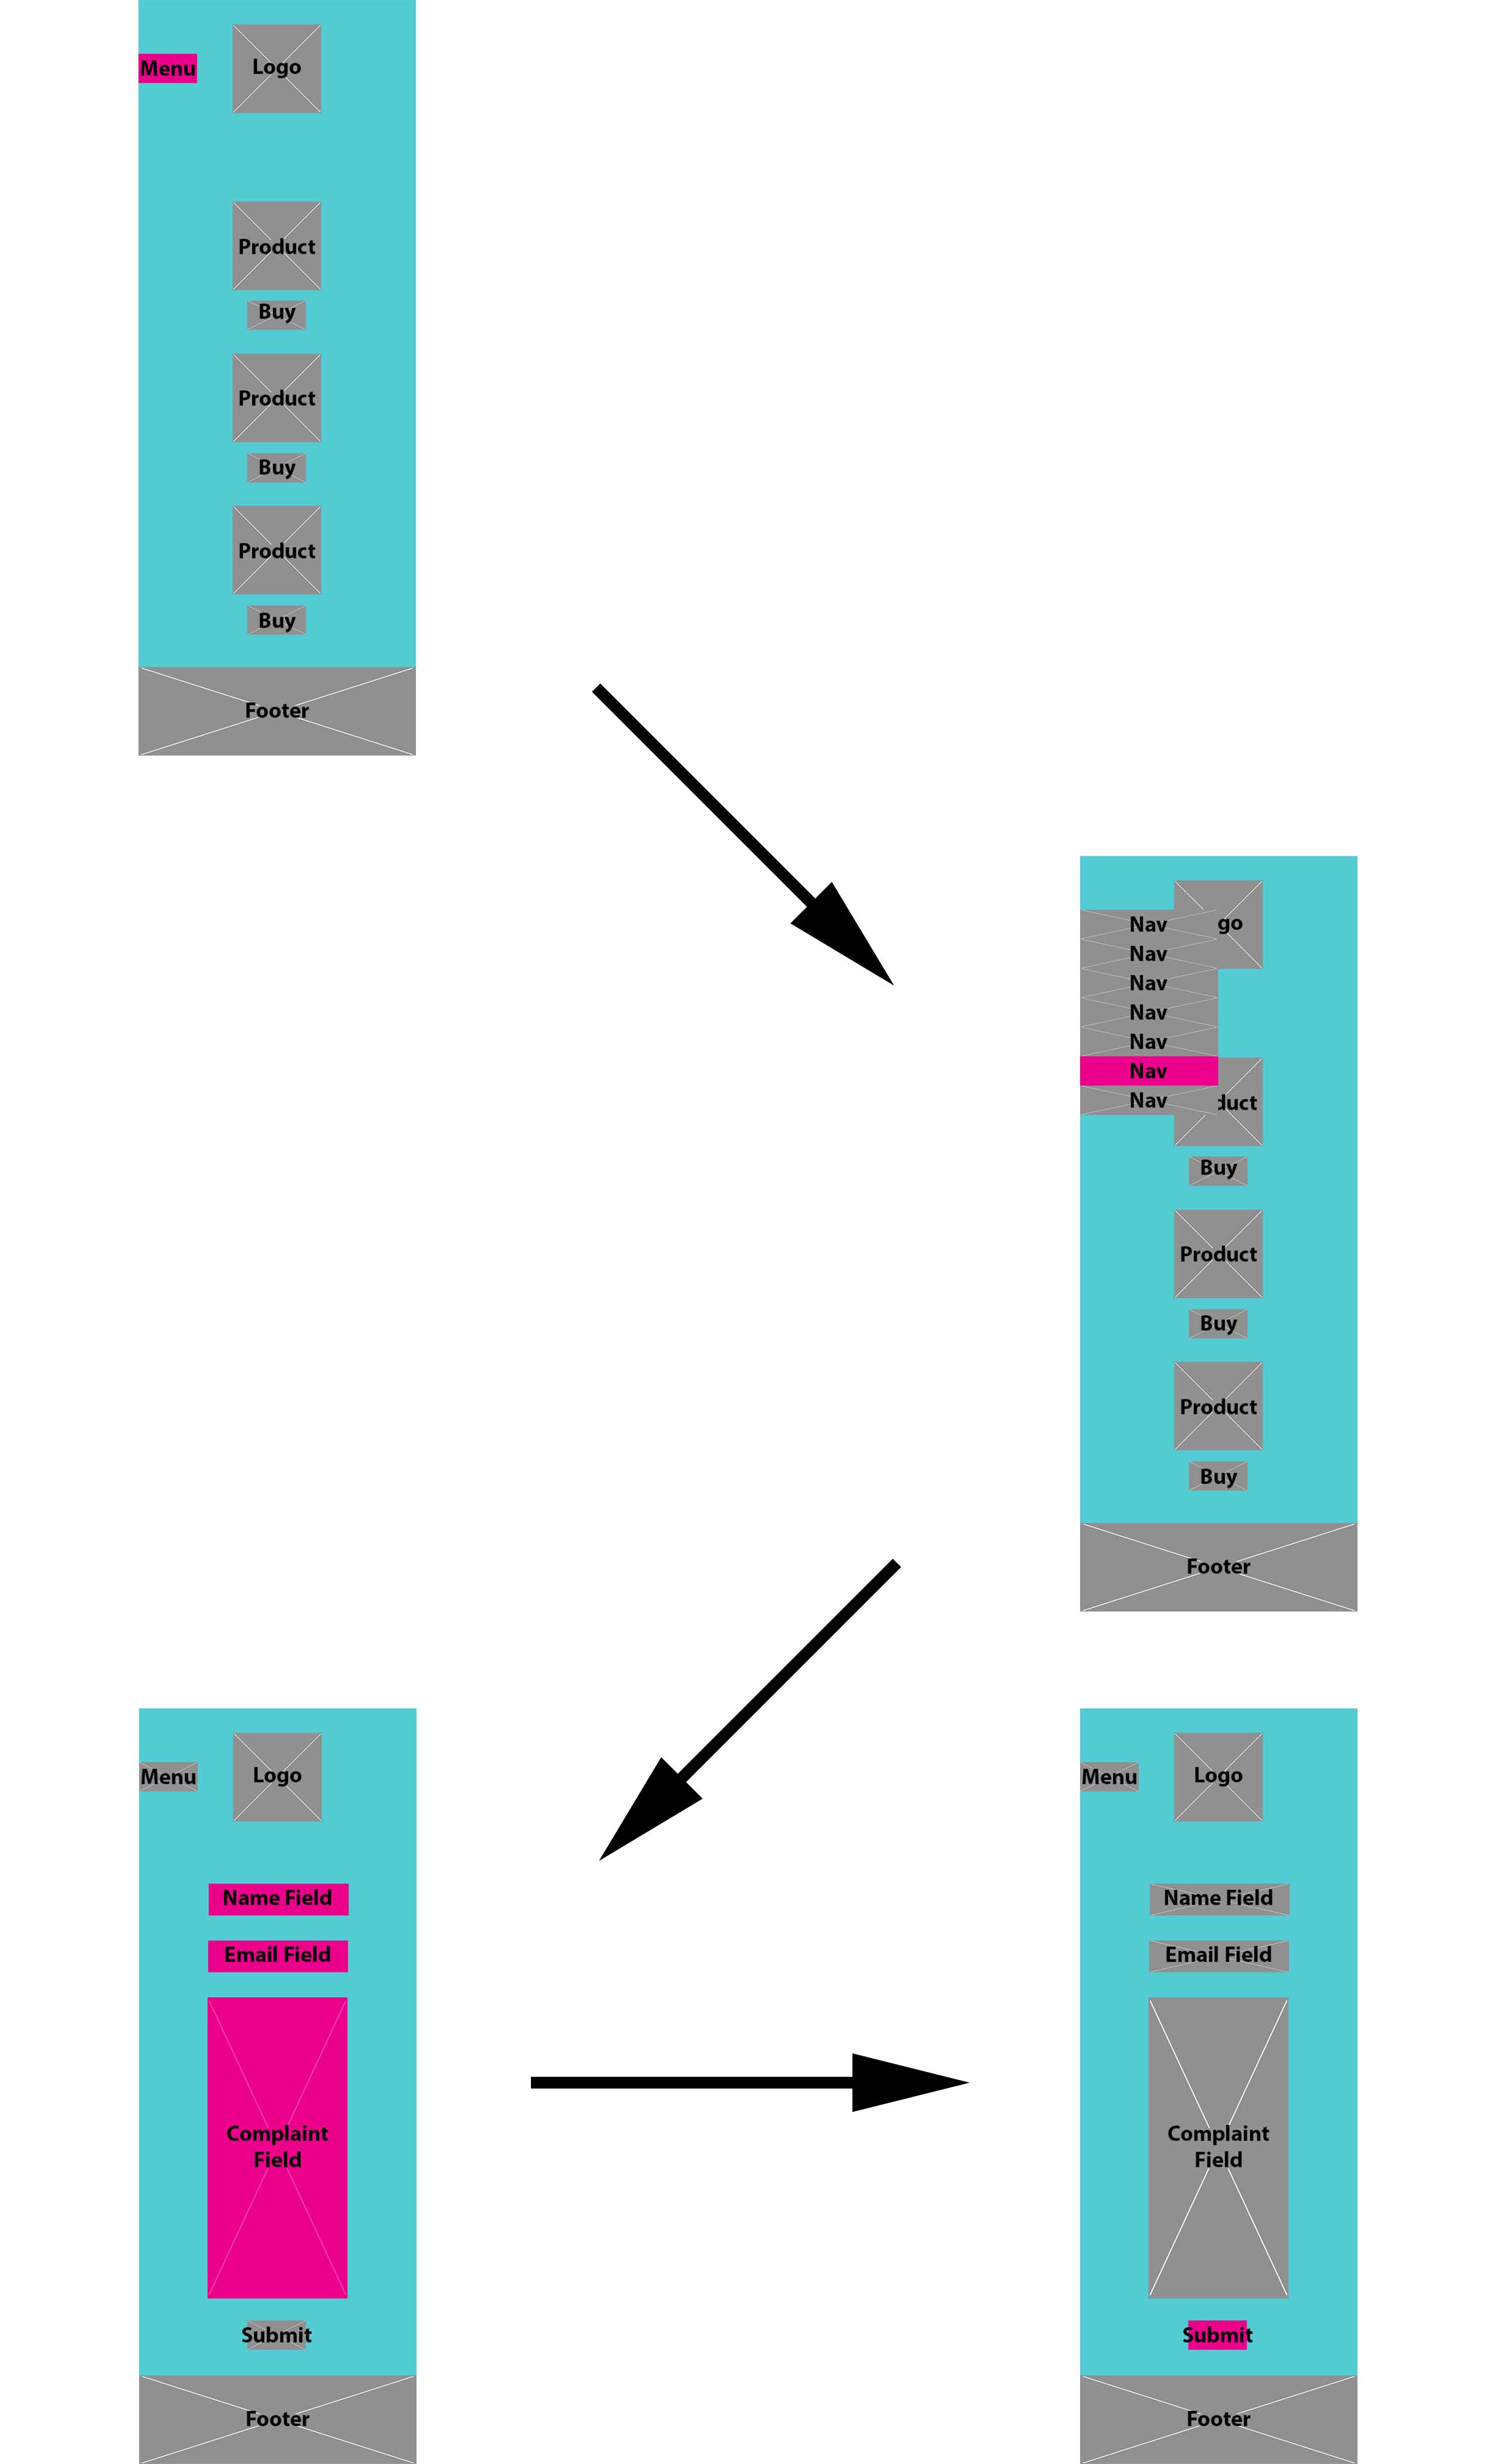 Menu
Logo
Product
Buy
Product
Buy
Product
Buy
Footer
Nav
go
Nav
Nav
Nav
Nav
Nav
Nav
duct
Buy
Product
Buy
Product
Buy
Footer
Menu
Logo
Name Field
Email Field
Complaint
Field
Submit
Footer
Menu
Logo
Name Field
Email Field
Complaint
Field
Submit
Footer